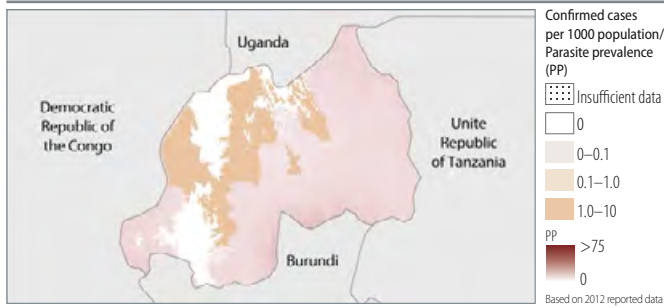 Uganda
Democratic
Republic of
the Congo
Unite
Republic
of Tanzania
Burundi
Confirmed cases
per 1000 population/
Parasite prevalence
(PP)
Insufficient data
0
0–0.1
0.1–1.0
1.0–10
PP
>75
0
Based on 2012 reported data